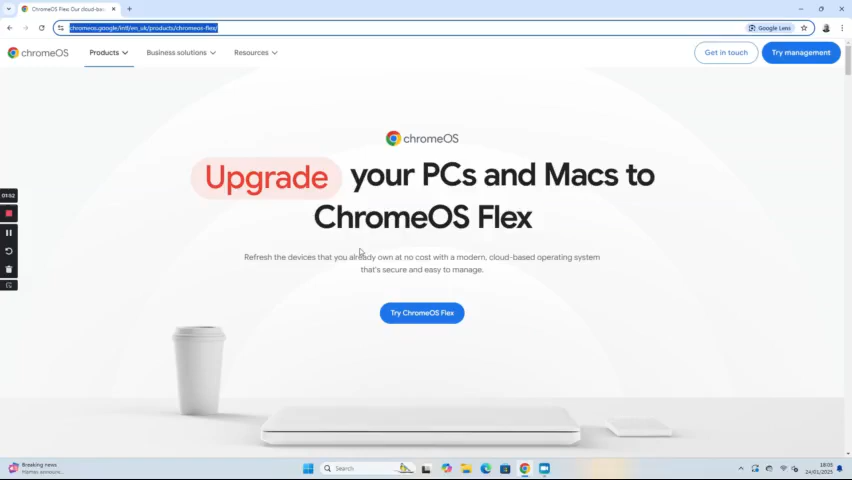 ChromeOS Flex: Our cloud-bas
chromeos.google/intl/en_uk/products/chromeos-flex/
Google Lens
chromeOS
Products
Business solutions
Resources
Get in touch
Try management
chromeOS
Upgrade your PCs and Macs to
ChromeOS Flex
Refresh the devices that you already own at no cost with a modern, cloud-based operating system
that's secure and easy to manage.
Try ChromeOS Flex
01:52
Breaking news
Hamas announce...
Search
18:05
24/01/2025